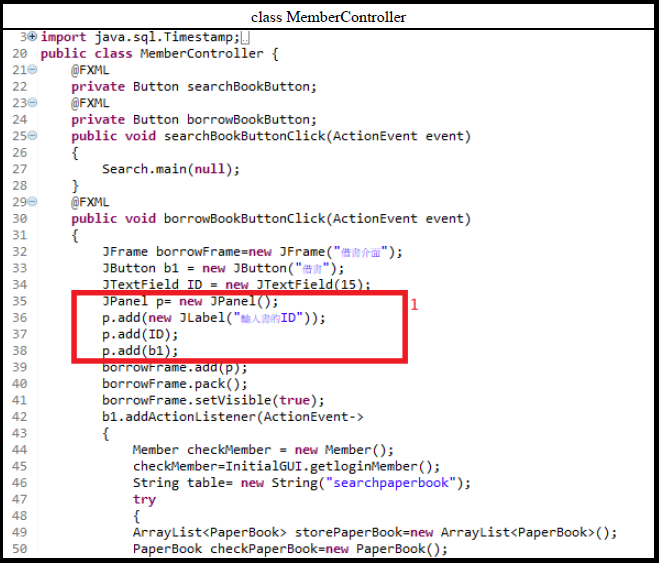 class MemberController
3 import java.sql.Timestamp;
20 public class MemberController {
21 @FXML
22 private Button searchBookButton;
23 @FXML
24 private Button borrowBookButton;
25 public void searchBookButtonClick(ActionEvent event)
26 {
27 Search.main(null);
28 }
29 @FXML
30 public void borrowBookButtonClick(ActionEvent event)
31 {
32 JFrame borrowFrame=new JFrame("借書介面");
33 JButton b1 = new JButton("借書");
34 JTextField ID = new JTextField(15);
35 JPanel p= new JPanel();
1
36 p.add(new JLabel("輸入書的ID"));
37 p.add(ID);
38 p.add(b1);
39 borrowFrame.add(p);
40 borrowFrame.pack();
41 borrowFrame.setVisible(true);
42 b1.addActionListener(ActionEvent->
43 {
44 Member checkMember = new Member();
45 checkMember=InitialGUI.getloginMember();
46 String table= new String("searchpaperbook");
47 try
48 {
49 ArrayList<PaperBook> storePaperBook=new ArrayList<PaperBook>();
50 PaperBook checkPaperBook=new PaperBook();